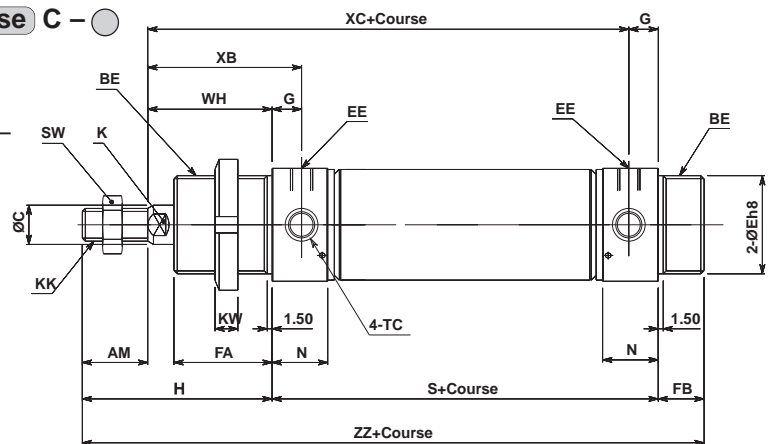 se C –
XC+Course
G
XB
BE
WH
G
EE
EE
BE
SW
K
ØC
2-ØEh8
KK
KW
1.50
4-TC
1.50
AM
FA
N
N
H
S+Course
FB
ZZ+Course